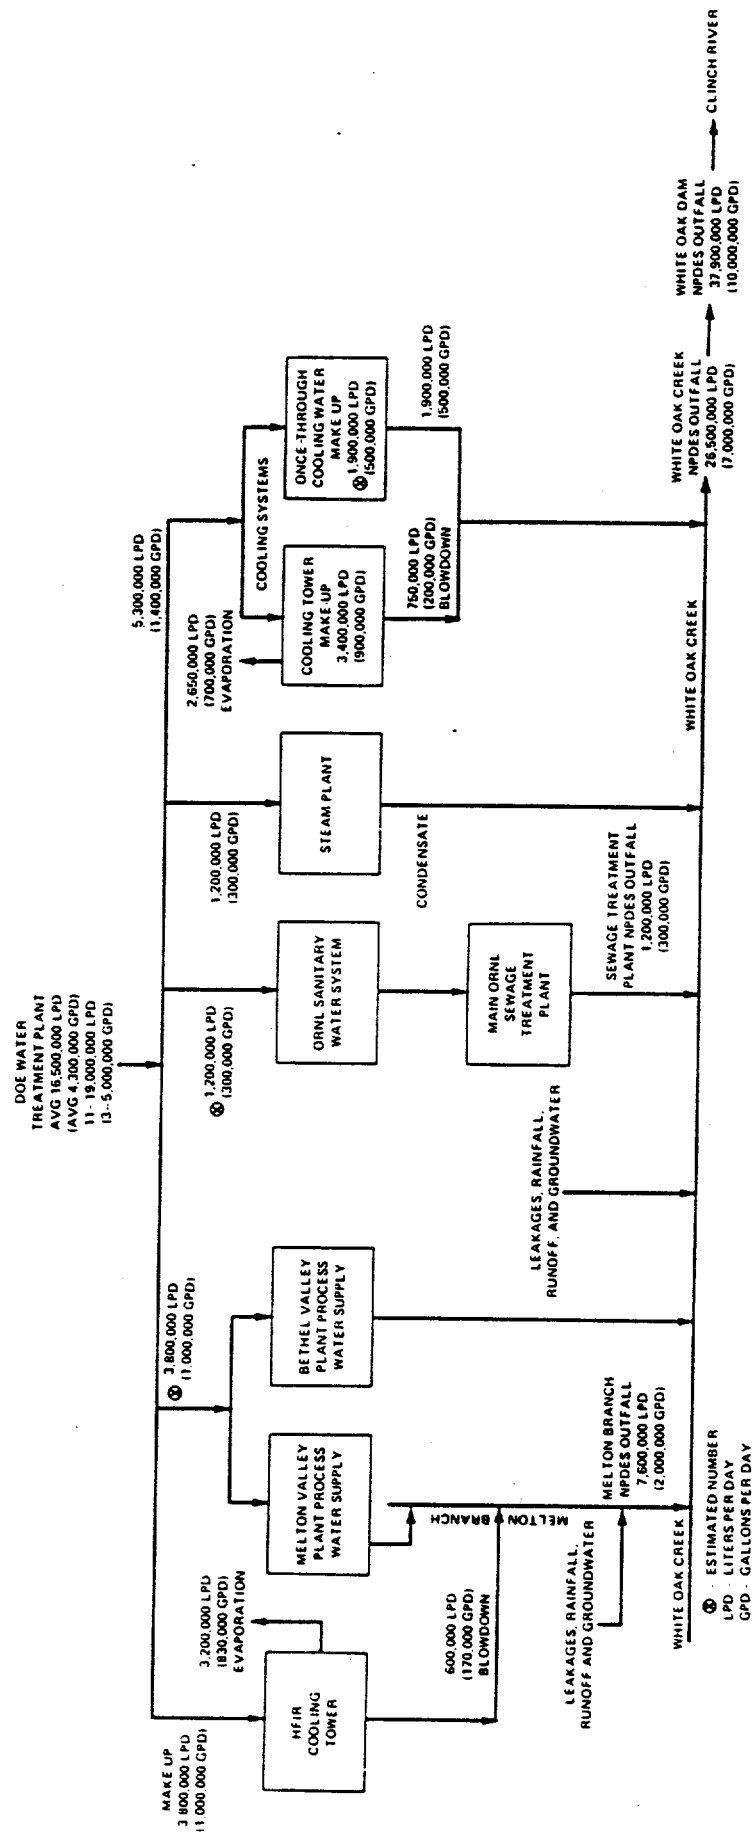 DOE WATER
TREATMENT PLANT
AVG 16,500,000 LPD
(AVG 4,300,000 GPD)
11 - 19,000,000 LPD
(3--5,000,000 GPD)
MAKE UP
3 800,000 LPD
(1,000,000 GPD)
HFIR
COOLING
TOWER
3,200,000 LPD
(830,000 GPD)
EVAPORATION
600,000 LPD
(170,000 GPD)
BLOWDOWN
Ⓧ 3,800,000 LPD
(1,000,000 GPD)
MELTON VALLEY
PLANT PROCESS
WATER SUPPLY
BETHEL VALLEY
PLANT PROCESS
WATER SUPPLY
MELTON
BRANCH
LEAKAGES, RAINFALL,
RUNOFF AND GROUNDWATER
MELTON BRANCH
NPDES OUTFALL
7,600,000 LPD
(2,000,000 GPD)
LEAKAGES, RAINFALL,
RUNOFF, AND GROUNDWATER
Ⓧ 1,200,000 LPD
(300,000 GPD)
ORNL SANITARY
WATER SYSTEM
MAIN ORNL
SEWAGE
TREATMENT
PLANT
SEWAGE TREATMENT
PLANT NPDES OUTFALL
1,200,000 LPD
(300,000 GPD)
1,200,000 LPD
(300,000 GPD)
STEAM PLANT
CONDENSATE
5,300,000 LPD
(1,400,000 GPD)
COOLING SYSTEMS
2,650,000 LPD
(700,000 GPD)
EVAPORATION
COOLING TOWER
MAKE-UP
3,400,000 LPD
(900,000 GPD)
ONCE-THROUGH
COOLING WATER
MAKE UP
Ⓧ 1,900,000 LPD
(500,000 GPD)
750,000 LPD
(200,000 GPD)
BLOWDOWN
1,900,000 LPD
(500,000 GPD)
WHITE OAK CREEK
WHITE OAK CREEK
WHITE OAK CREEK
NPDES OUTFALL
26,500,000 LPD
(7,000,000 GPD)
WHITE OAK DAM
NPDES OUTFALL
37,900,000 LPD
(10,000,000 GPD)
CLINCH RIVER
Ⓧ - ESTIMATED NUMBER
LPD - LITERS PER DAY
GPD - GALLONS PER DAY